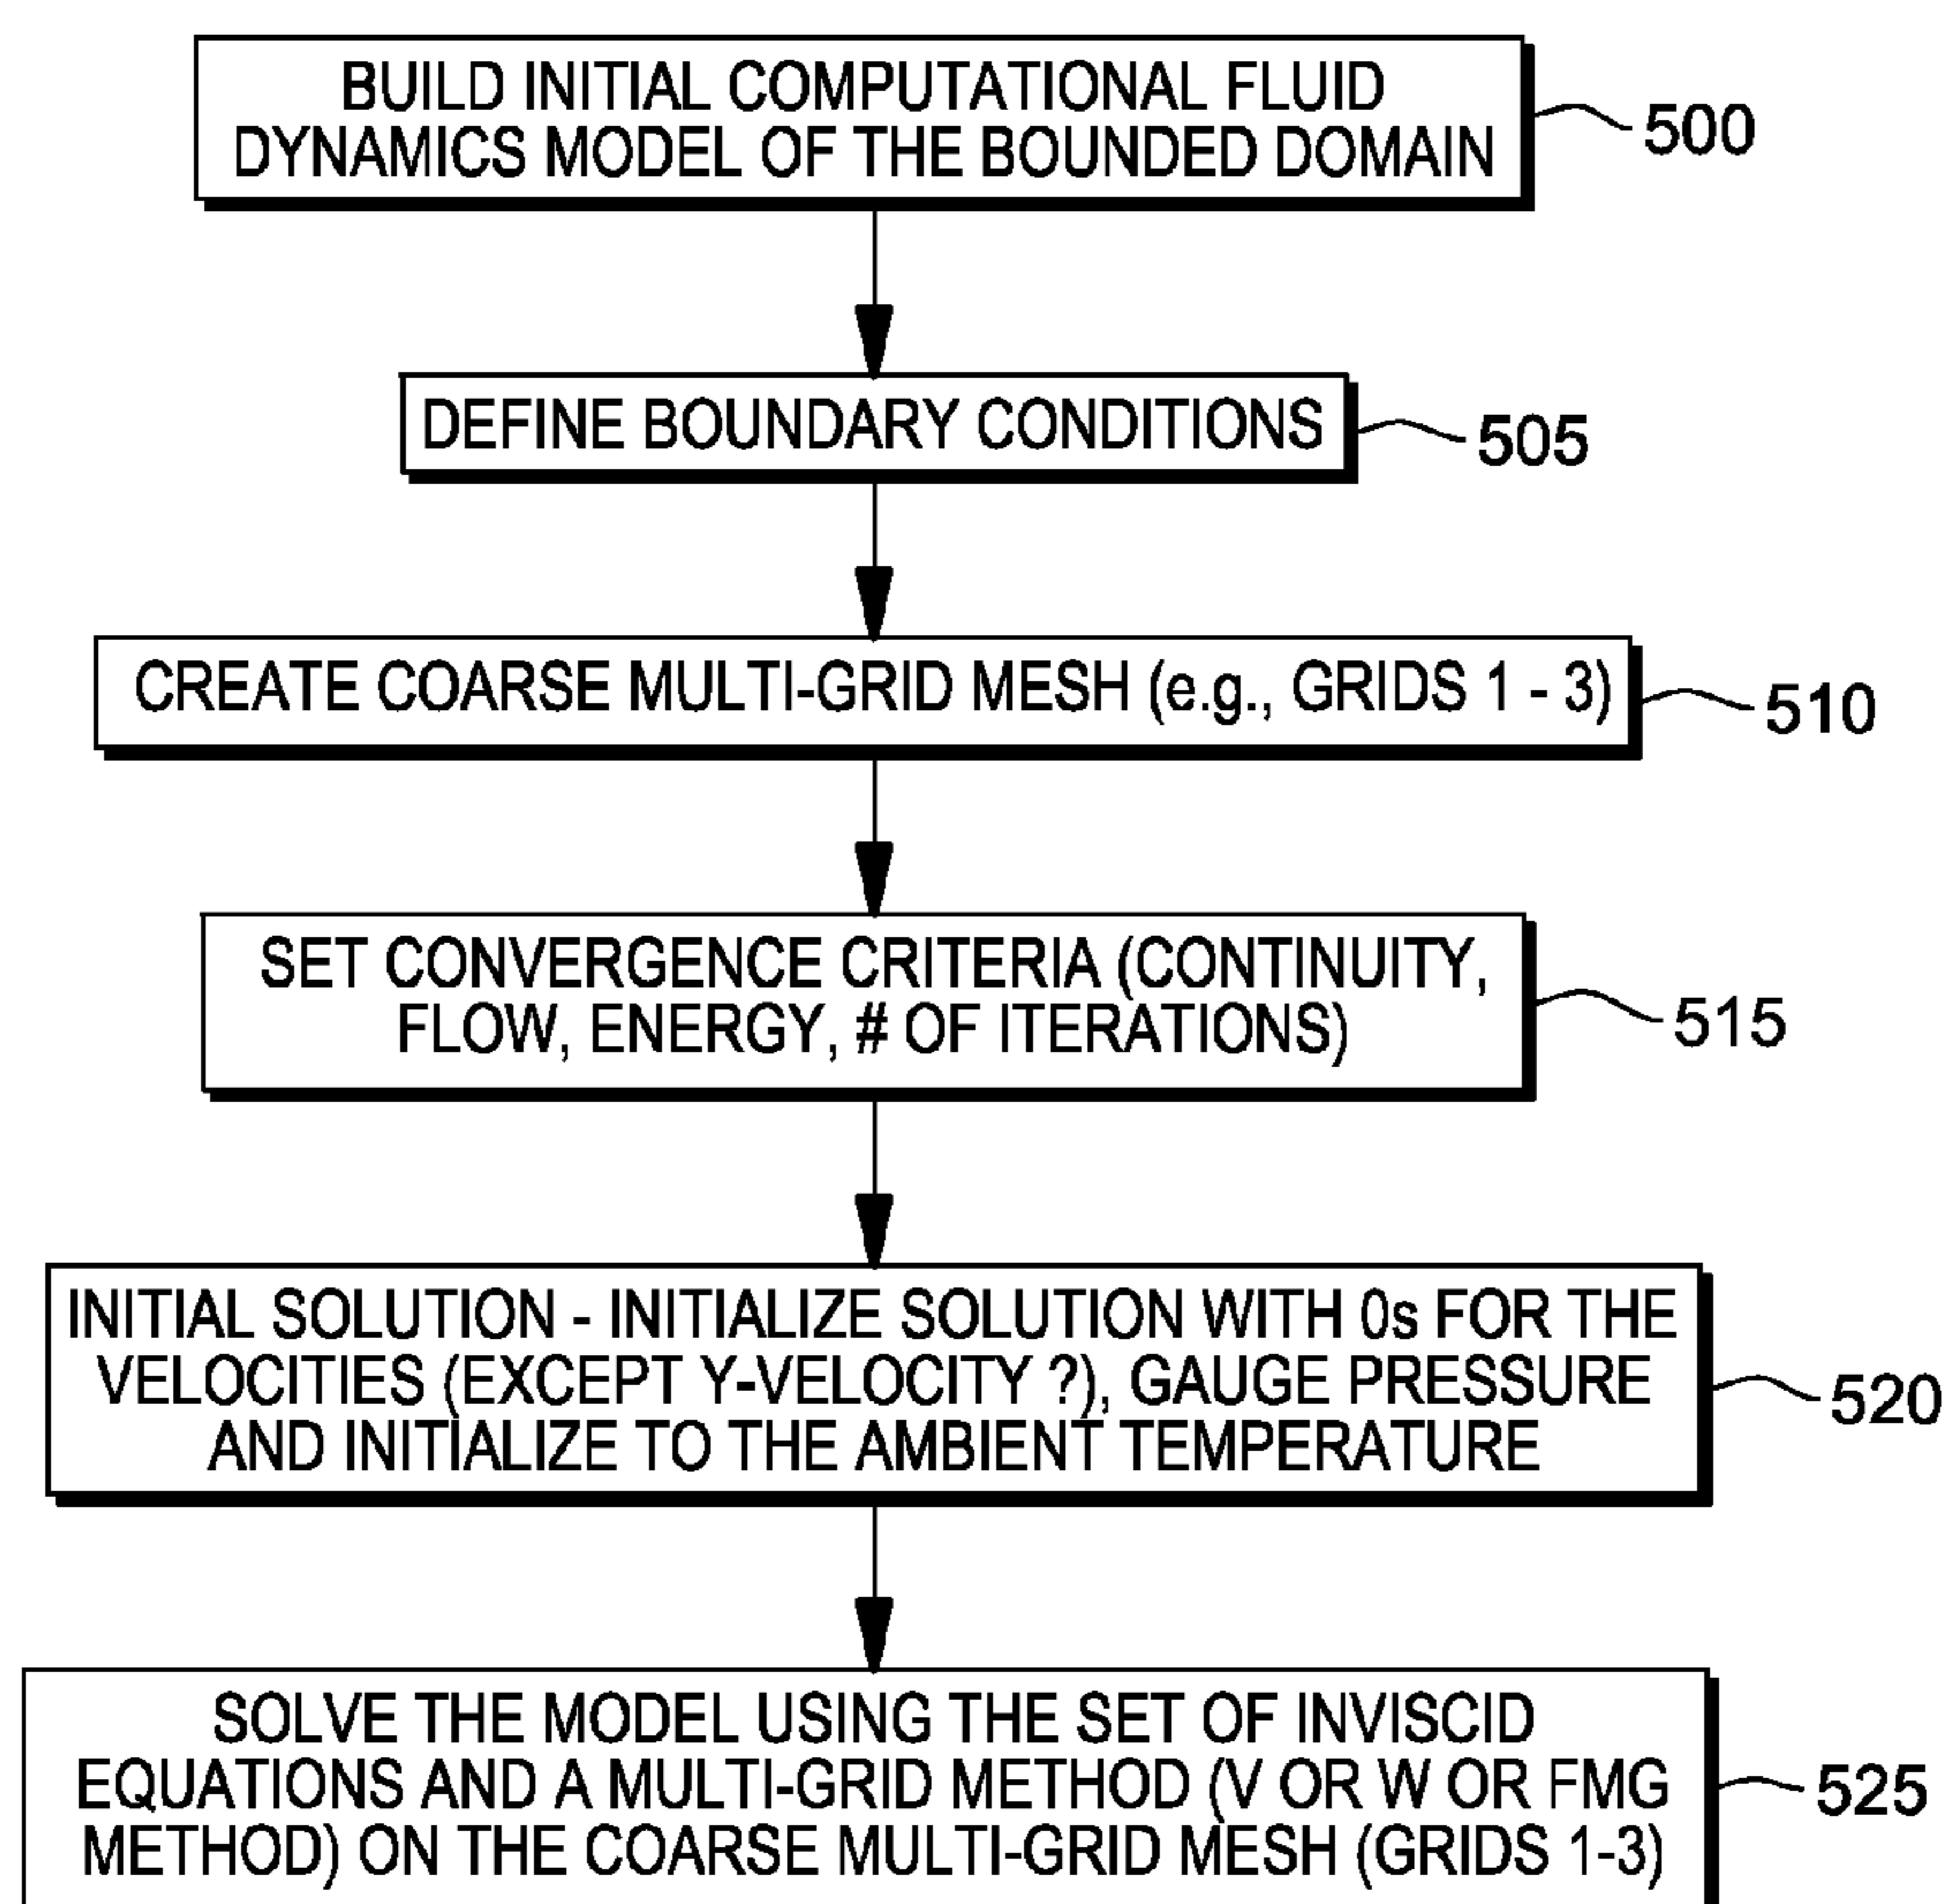 BUILD INITIAL COMPUTATIONAL FLUID
DYNAMICS MODEL OF THE BOUNDED DOMAIN
500
DEFINE BOUNDARY CONDITIONS
505
CREATE COARSE MULTI-GRID MESH (e.g., GRIDS 1 - 3)
510
SET CONVERGENCE CRITERIA (CONTINUITY,
FLOW, ENERGY, # OF ITERATIONS)
515
INITIAL SOLUTION - INITIALIZE SOLUTION WITH 0s FOR THE
VELOCITIES (EXCEPT Y-VELOCITY ?), GAUGE PRESSURE
AND INITIALIZE TO THE AMBIENT TEMPERATURE
520
SOLVE THE MODEL USING THE SET OF INVISCID
EQUATIONS AND A MULTI-GRID METHOD (V OR W OR FMG
METHOD) ON THE COARSE MULTI-GRID MESH (GRIDS 1-3)
525